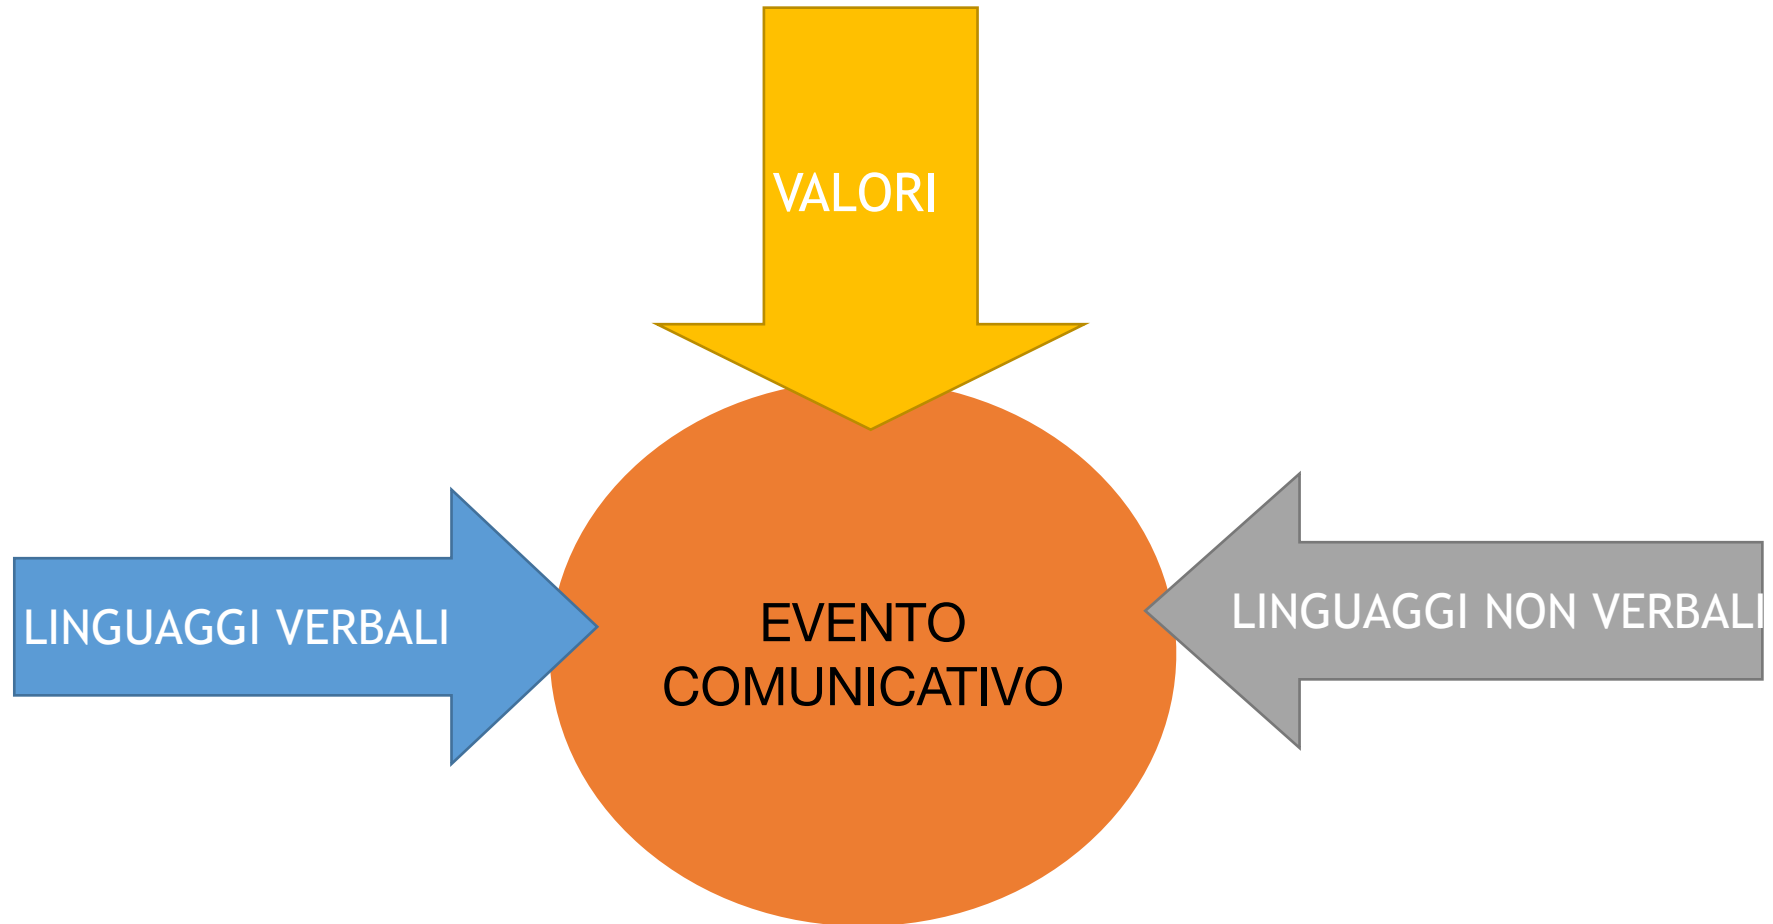 VALORI
LINGUAGGI VERBALI
EVENTO
COMUNICATIVO
LINGUAGGI NON VERBALI